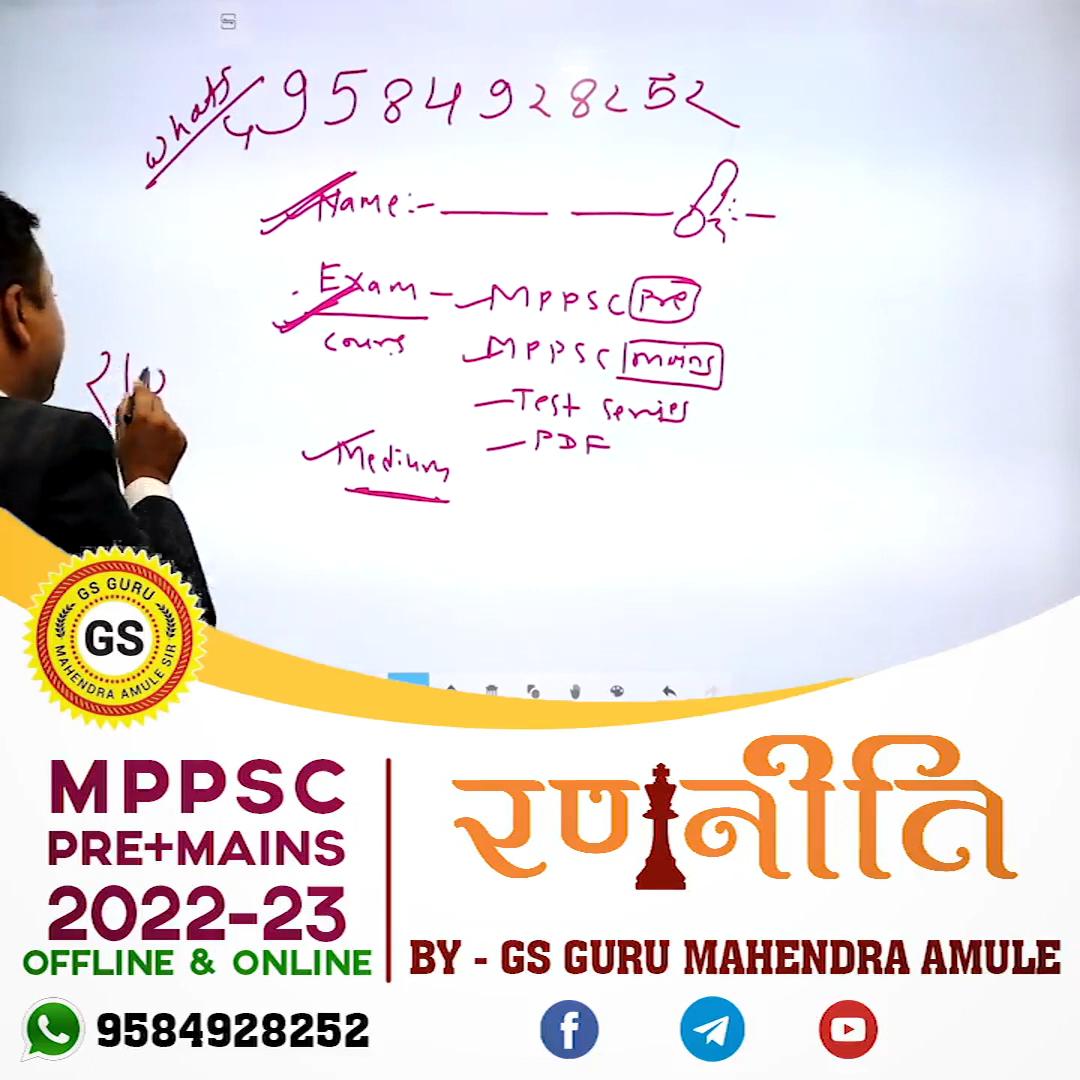 whats
9584928252
Name:-
Exam - MPPSC Pre
cours
MPPSC mains
- Test series
- PDF
Medium
GS GURU
GS
MAHENDRA AMULE SIR
MPPSC
PRE+MAINS
2022-23
OFFLINE & ONLINE
9584928252
रणनीति
BY - GS GURU MAHENDRA AMULE